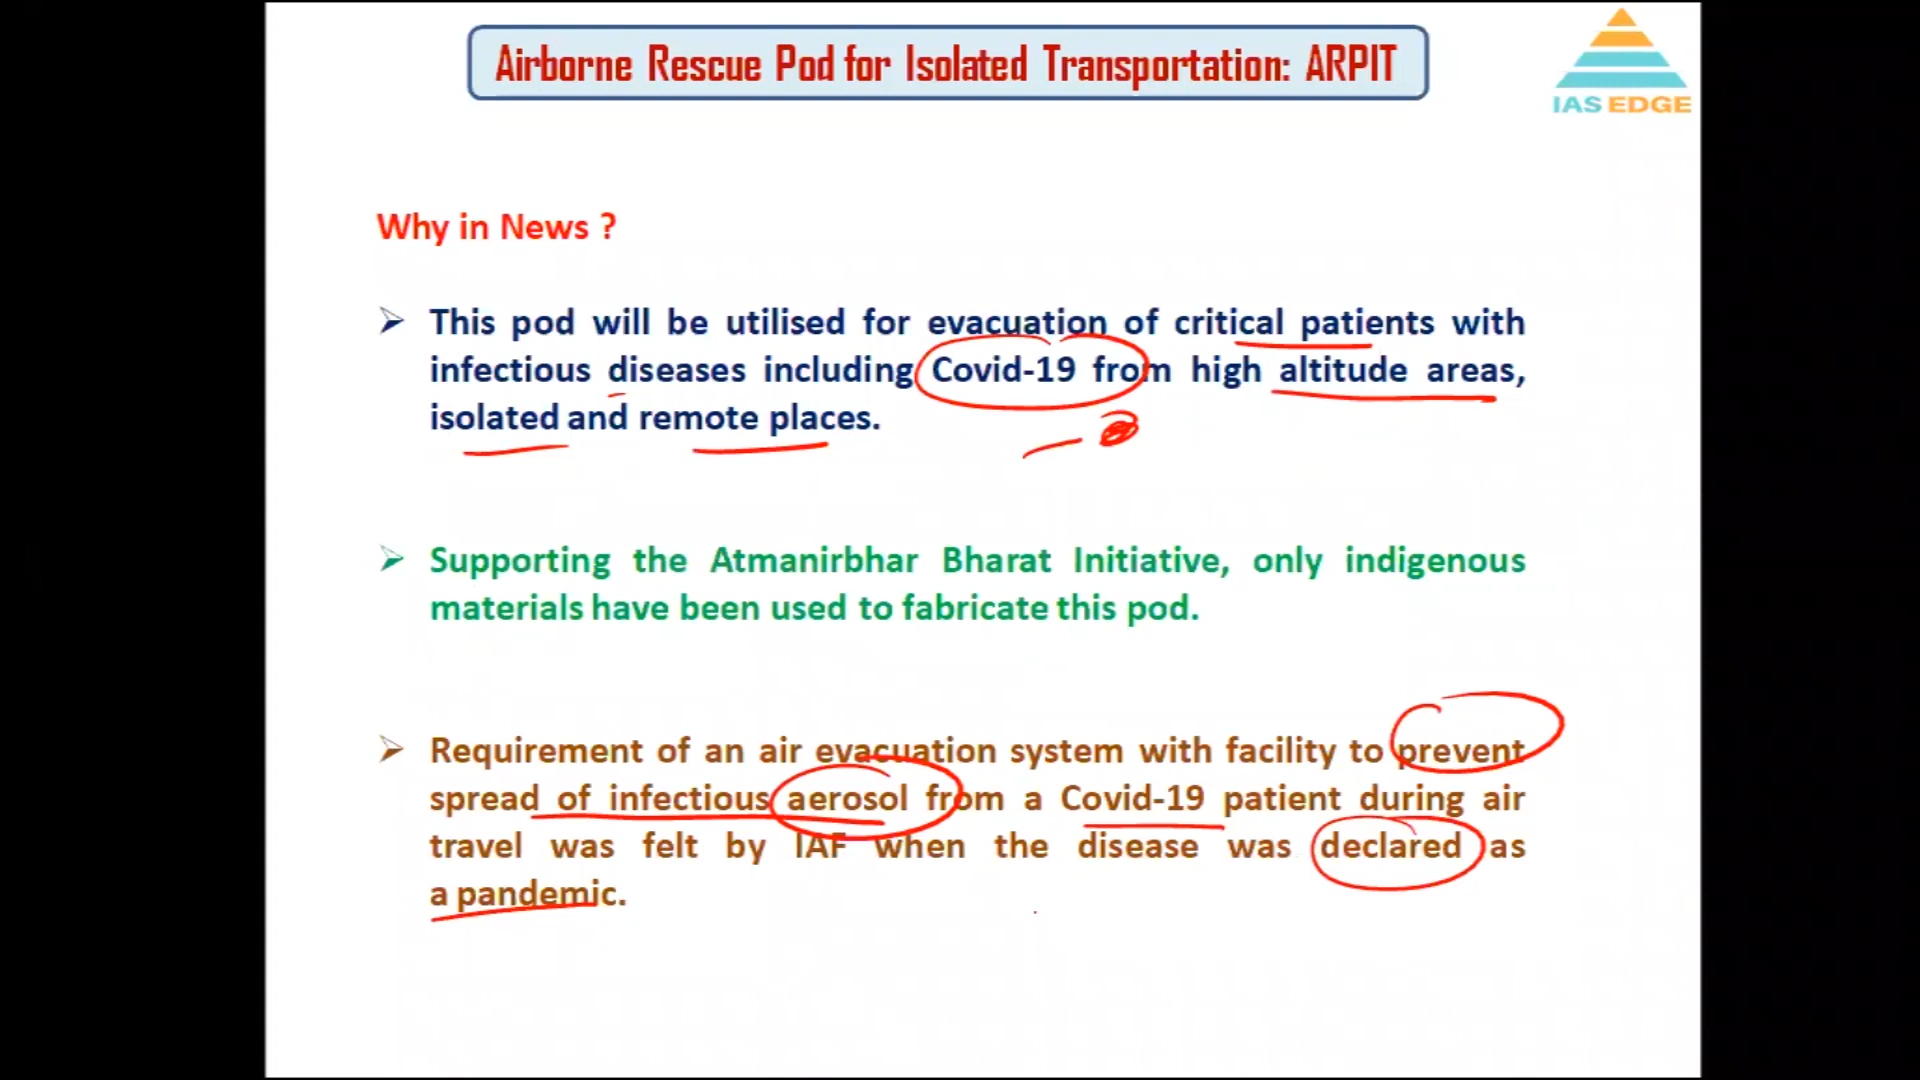 Airborne Rescue Pod for Isolated Transportation: ARPIT
IAS EDGE
Why in News ?
➢ This pod will be utilised for evacuation of critical patients with
infectious diseases including Covid-19 from high altitude areas,
isolated and remote places.
➢ Supporting the Atmanirbhar Bharat Initiative, only indigenous
materials have been used to fabricate this pod.
➢ Requirement of an air evacuation system with facility to prevent
spread of infectious aerosol from a Covid-19 patient during air
travel was felt by IAF when the disease was declared as
a pandemic.